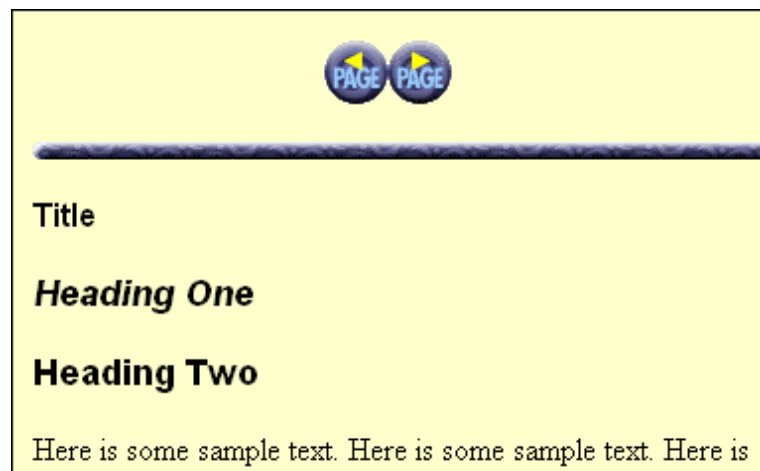 PAGE PAGE
Title
Heading One
Heading Two
Here is some sample text. Here is some sample text. Here is